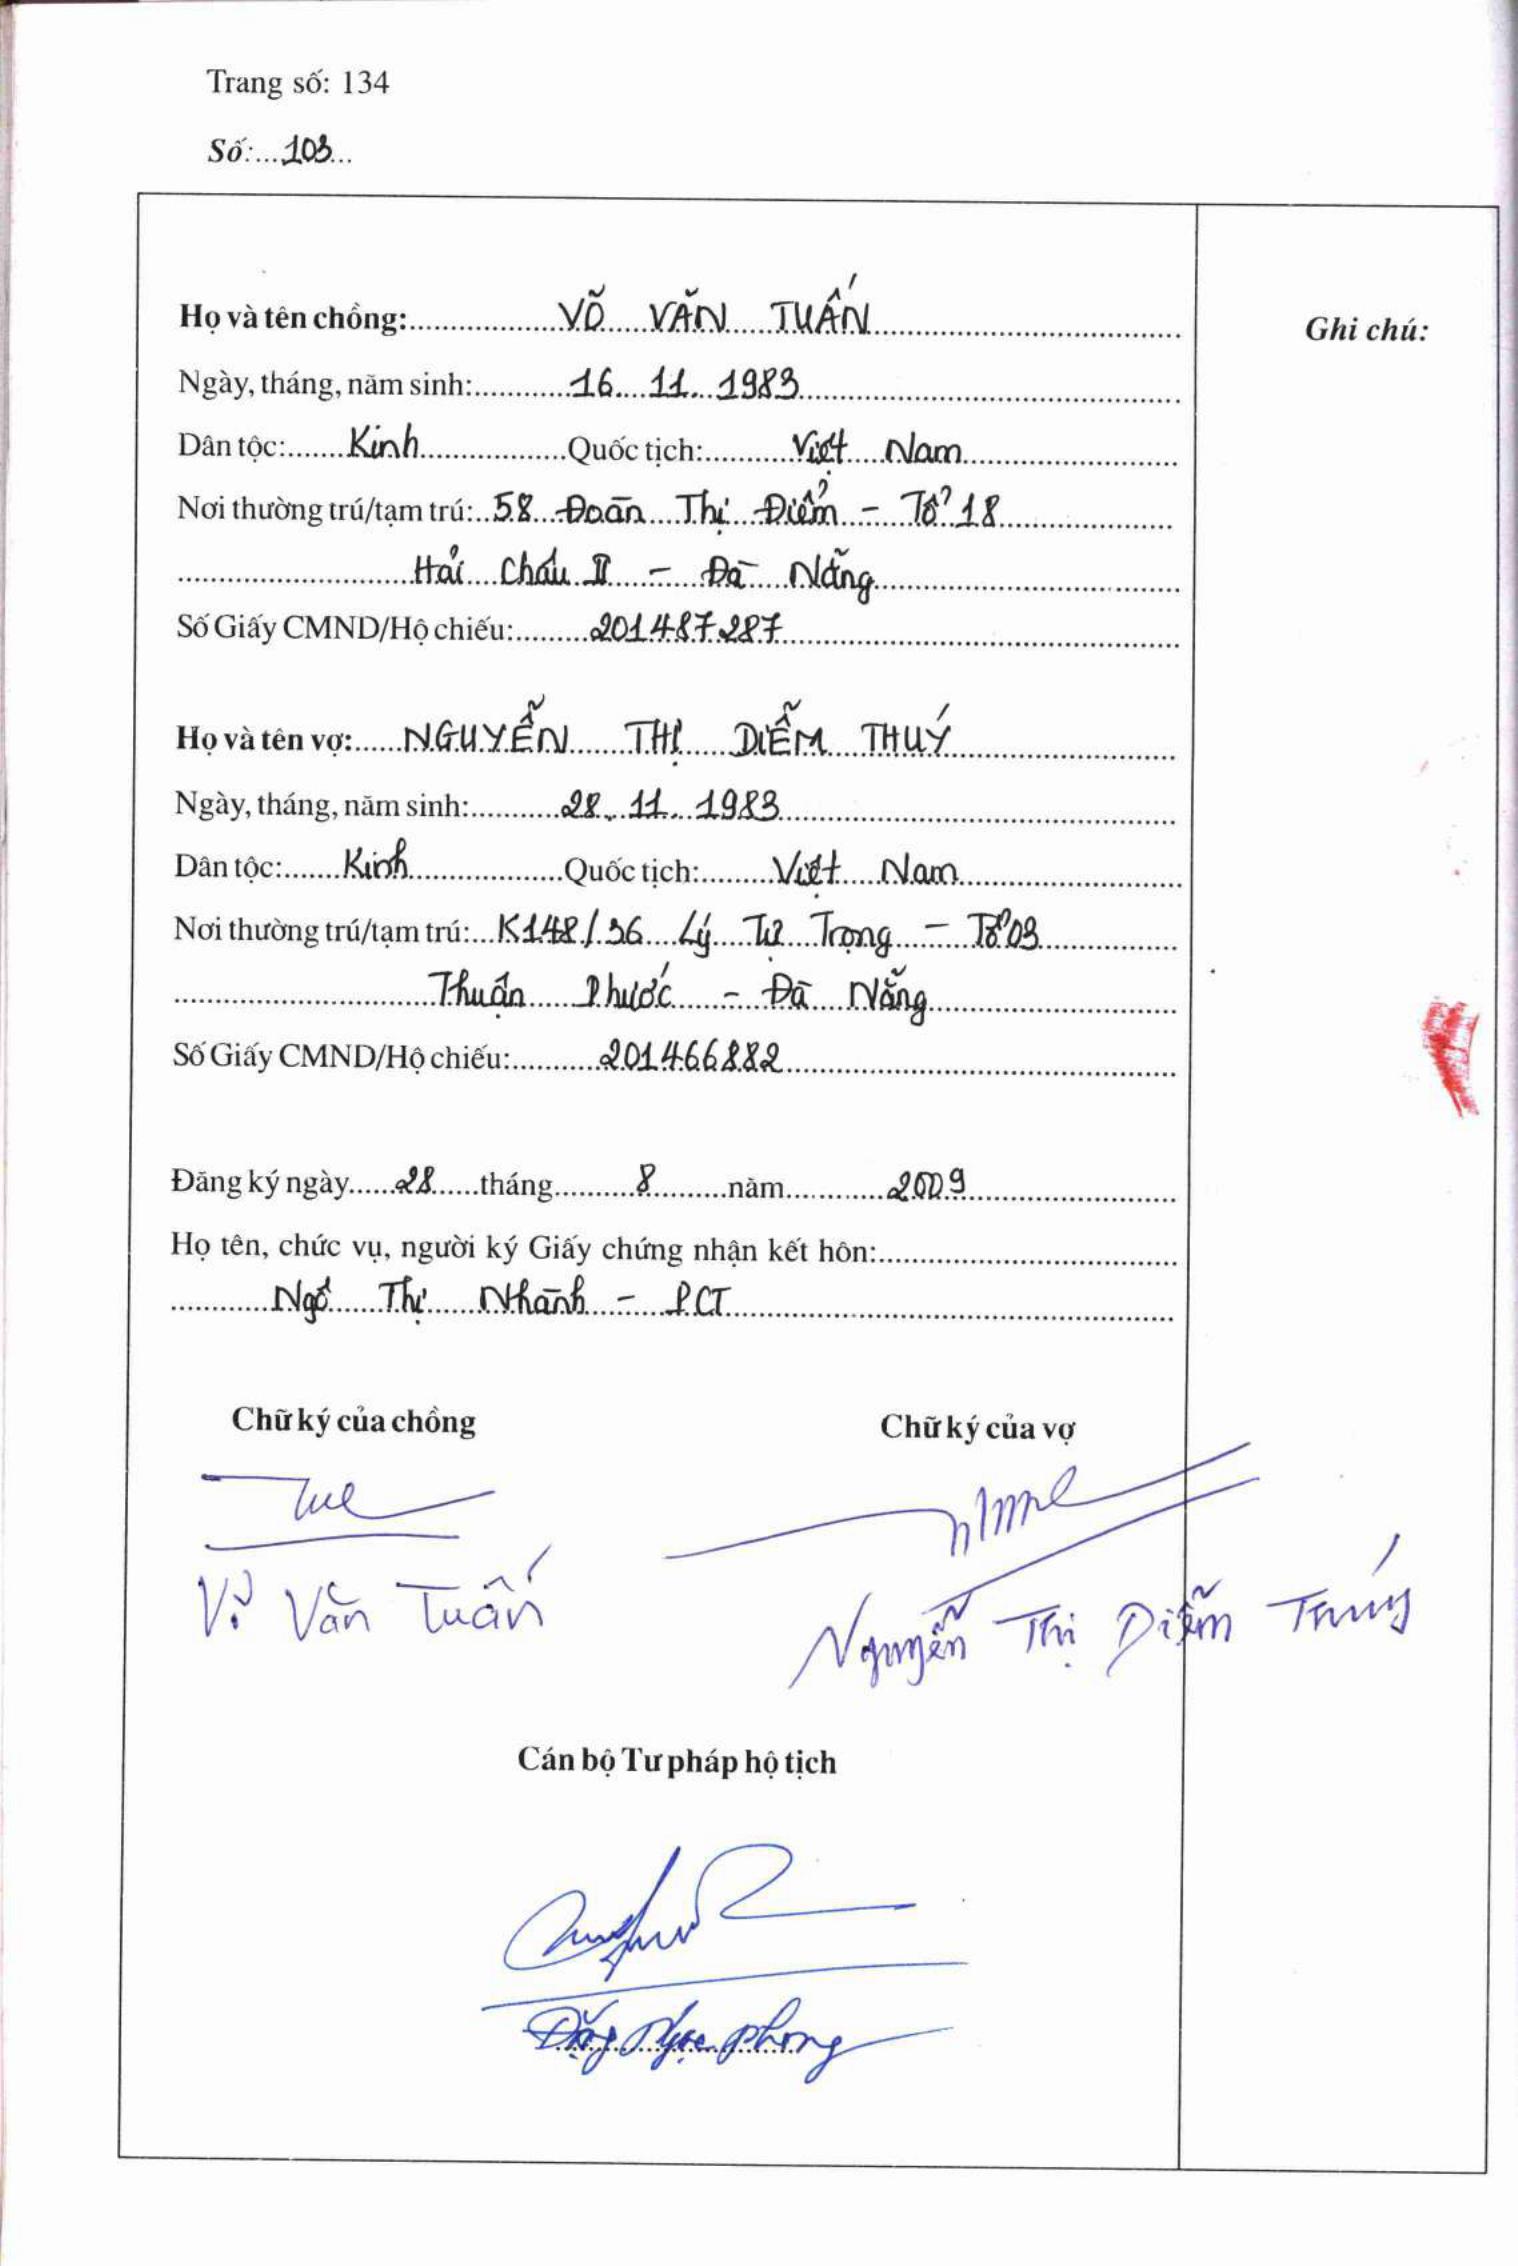 Trang số: 134
Số:...103...
Họ và tên chồng: VÕ VĂN TUẤN
Ghi chú:
Ngày, tháng, năm sinh: 16. 11. 1983
Dân tộc: Kinh Quốc tịch: Việt Nam
Nơi thường trú/tạm trú: 58 Đoàn Thị Điểm - Tổ 18
Hải Châu II - Đà Nẵng
Số Giấy CMND/Hộ chiếu: 201487287
Họ và tên vợ: NGUYỄN THỊ DIỄM THUÝ
Ngày, tháng, năm sinh: 28. 11. 1983
Dân tộc: Kinh Quốc tịch: Việt Nam
Nơi thường trú/tạm trú: K148/36 Lý Tự Trọng - Tổ 03
Thuận Phước - Đà Nẵng
Số Giấy CMND/Hộ chiếu: 201466882
Đăng ký ngày 28 tháng 8 năm 2009
Họ tên, chức vụ, người ký Giấy chứng nhận kết hôn:
Ngô Thị Nhành - PCT
Chữ ký của chồng Chữ ký của vợ
Võ Văn Tuấn
Nguyễn Thị Diễm Thúy
Cán bộ Tư pháp hộ tịch
Đặng Ngọc Phong